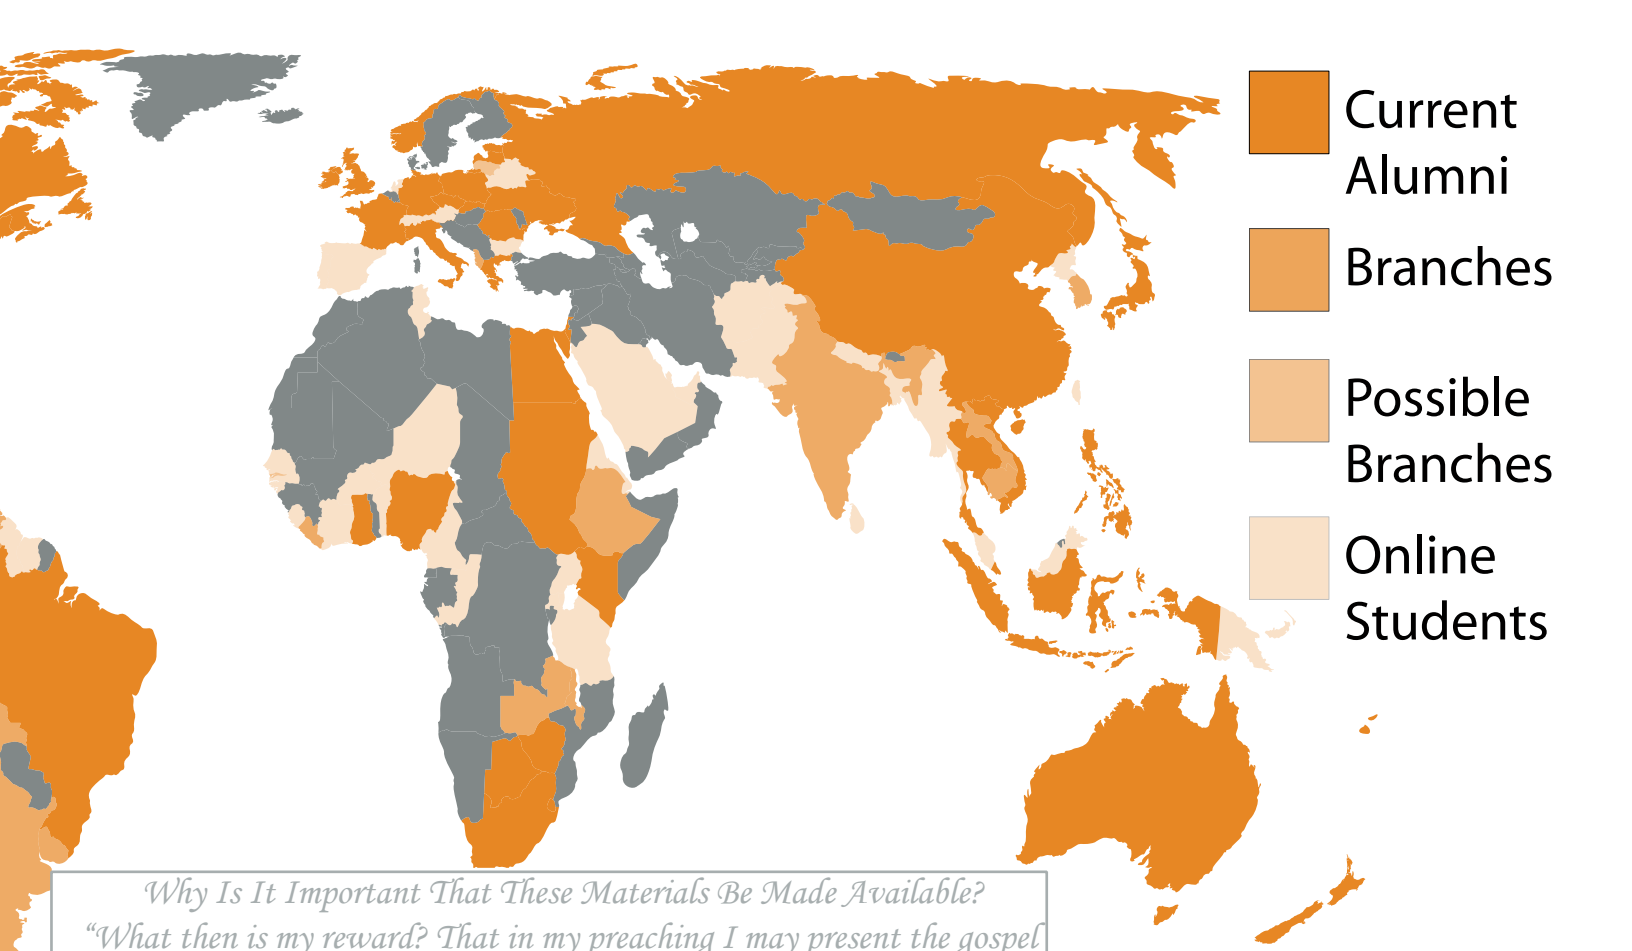 Current
Alumni
Branches
Possible
Branches
Online
Students
Why Is It Important That These Materials Be Made Available?
“What then is my reward? That in my preaching I may present the gospel